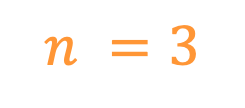 n = 3